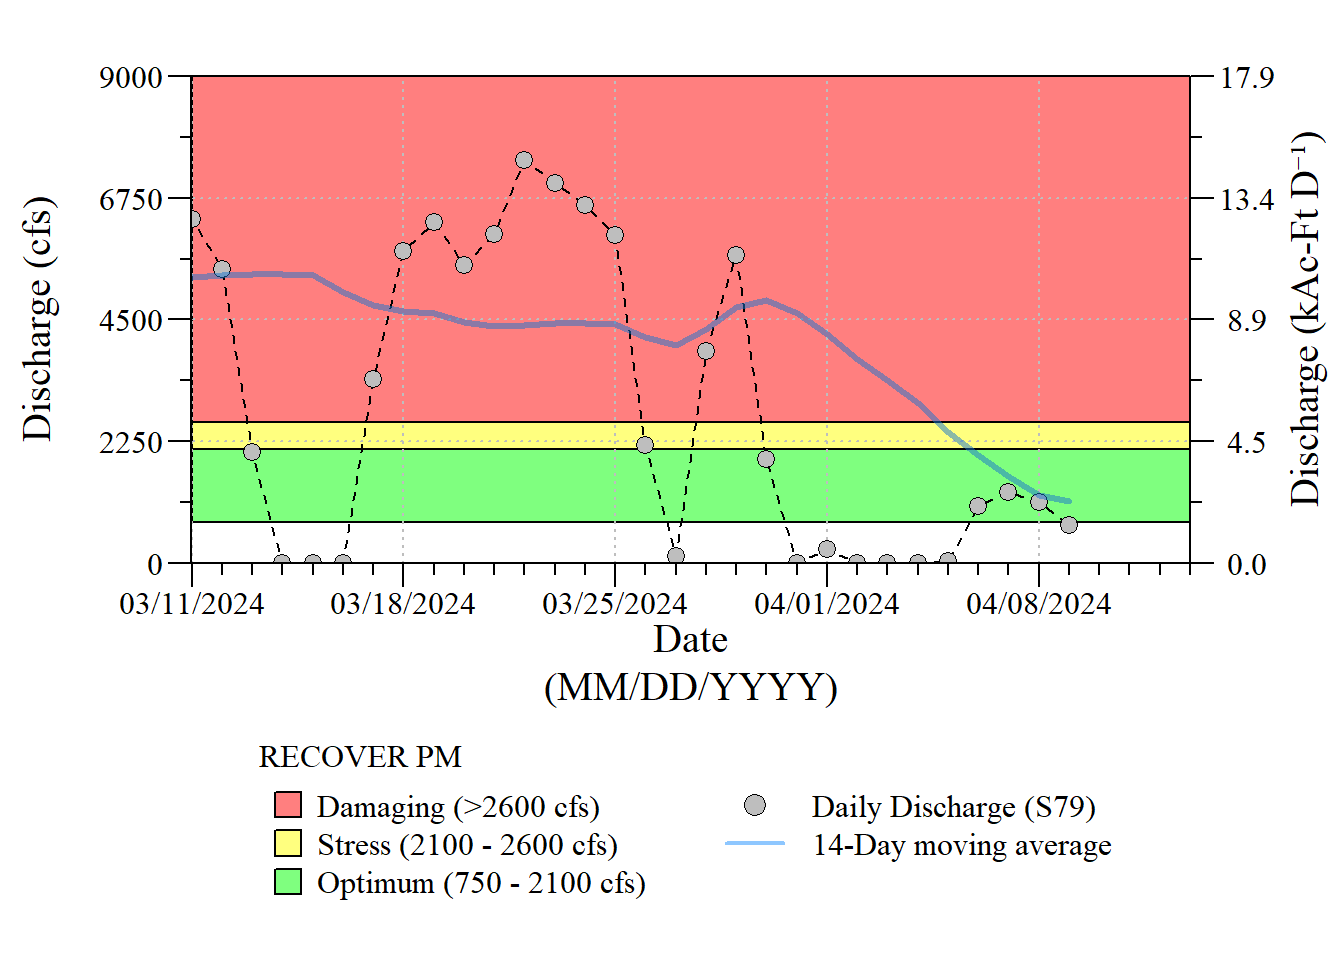 Discharge (cfs)
9000
6750
4500
2250
0
17.9
13.4
8.9
4.5
0.0
Discharge (kAc-Ft D⁻¹)
03/11/2024
03/18/2024
03/25/2024
04/01/2024
04/08/2024
Date
(MM/DD/YYYY)
RECOVER PM
Damaging (>2600 cfs)
Stress (2100 - 2600 cfs)
Optimum (750 - 2100 cfs)
Daily Discharge (S79)
14-Day moving average